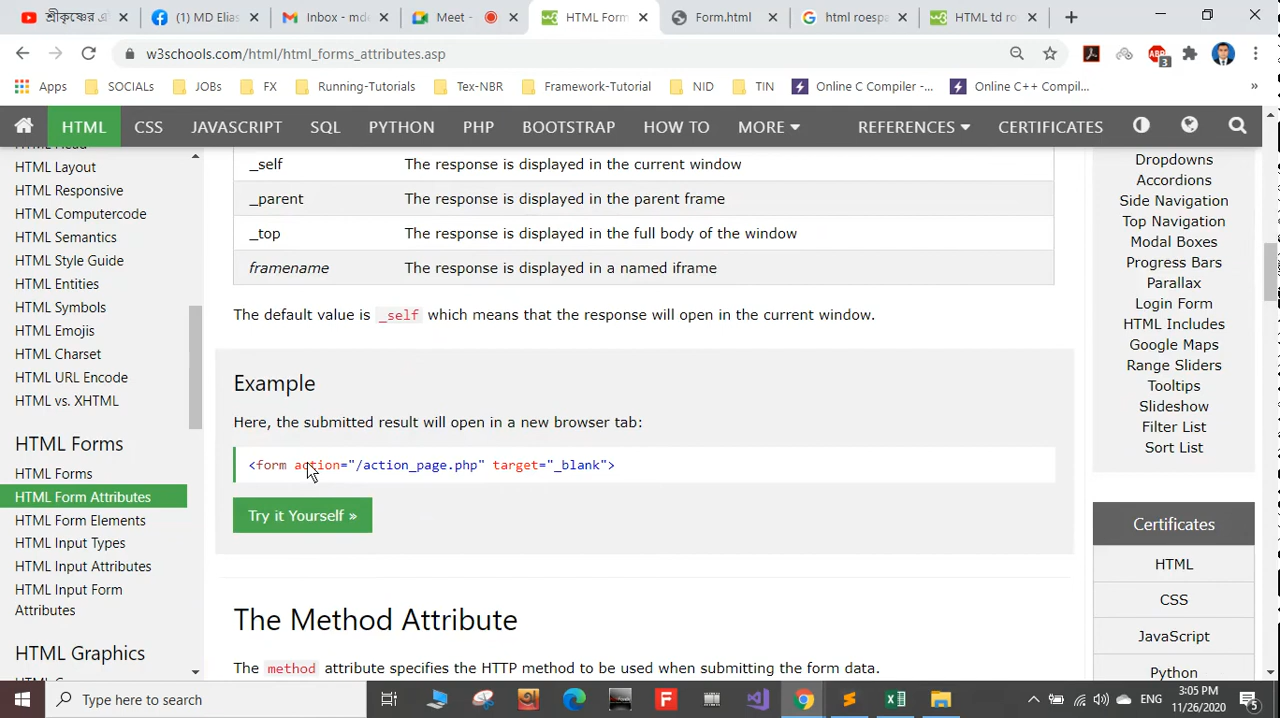 শ্রীকৃষ্ণের এ
(1) MD Elias
Inbox - mde
Meet -
HTML Form
Form.html
html roespa
HTML td ro
w3schools.com/html/html_forms_attributes.asp
Apps
SOCIALs
JOBs
FX
Running-Tutorials
Tex-NBR
Framework-Tutorial
NID
TIN
Online C Compiler -...
Online C++ Compi...
»
HTML
CSS
JAVASCRIPT
SQL
PYTHON
PHP
BOOTSTRAP
HOW TO
MORE
REFERENCES
CERTIFICATES
HTML Head
HTML Layout
HTML Responsive
HTML Computercode
HTML Semantics
HTML Style Guide
HTML Entities
HTML Symbols
HTML Emojis
HTML Charset
HTML URL Encode
HTML vs. XHTML
HTML Forms
HTML Forms
HTML Form Attributes
HTML Form Elements
HTML Input Types
HTML Input Attributes
HTML Input Form
Attributes
HTML Graphics
_self The response is displayed in the current window
_parent The response is displayed in the parent frame
_top The response is displayed in the full body of the window
framename The response is displayed in a named iframe
The default value is _self which means that the response will open in the current window.
Example
Here, the submitted result will open in a new browser tab:
<form action="/action_page.php" target="_blank">
Try it Yourself »
The Method Attribute
The method attribute specifies the HTTP method to be used when submitting the form data.
Dropdowns
Accordions
Side Navigation
Top Navigation
Modal Boxes
Progress Bars
Parallax
Login Form
HTML Includes
Google Maps
Range Sliders
Tooltips
Slideshow
Filter List
Sort List
Certificates
HTML
CSS
JavaScript
Python
Type here to search
ENG
3:05 PM
11/26/2020
5